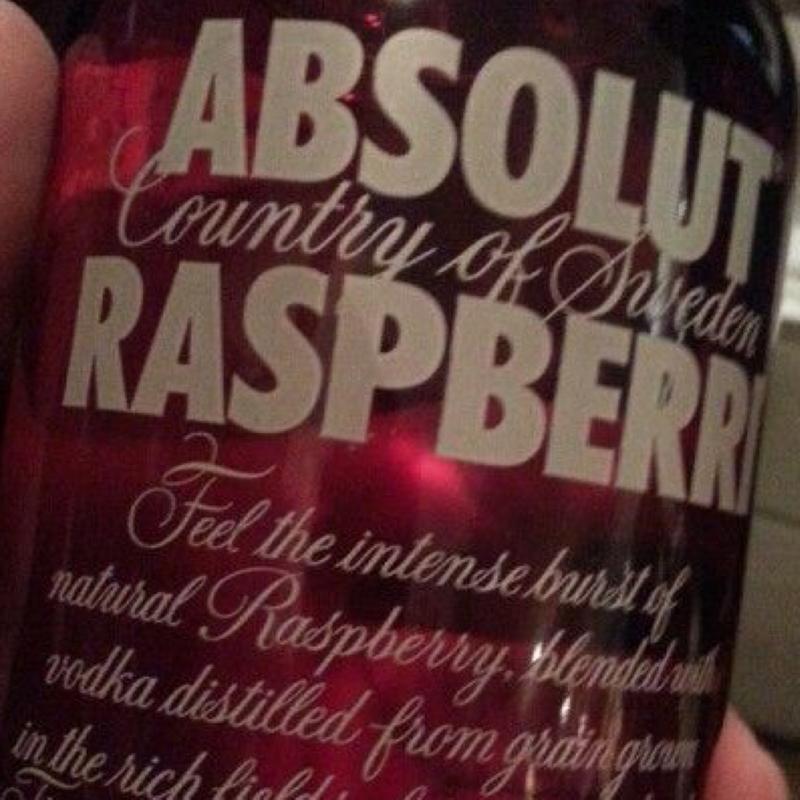 ABSOLUT
Country of Sweden
RASPBERRI
Feel the intense burst of
natural Raspberry, blended with
vodka distilled from grain grown
in the rich fields